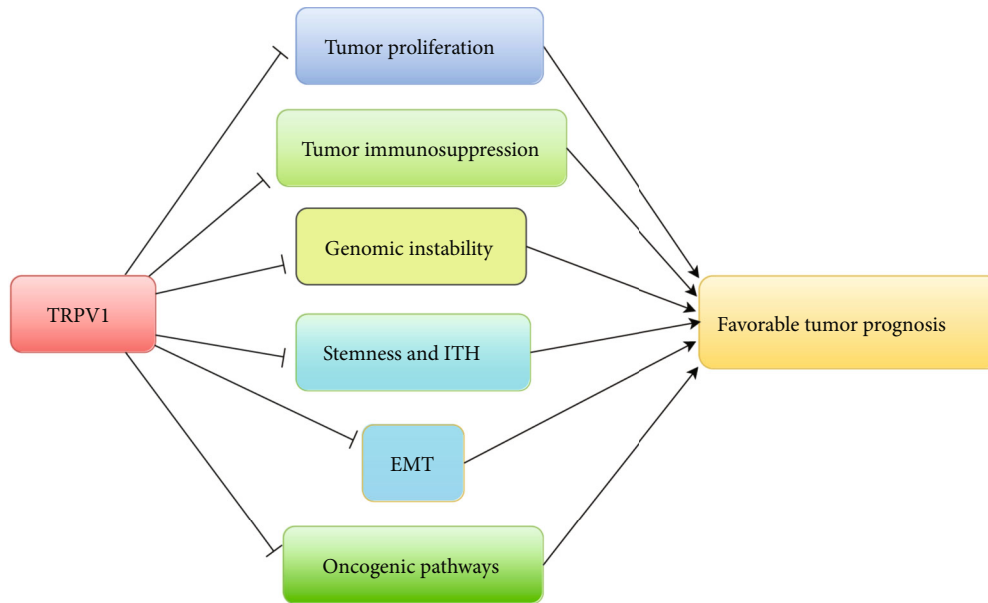 Tumor proliferation
Tumor immunosuppression
Genomic instability
TRPV1
Favorable tumor prognosis
Stemness and ITH
EMT
Oncogenic pathways